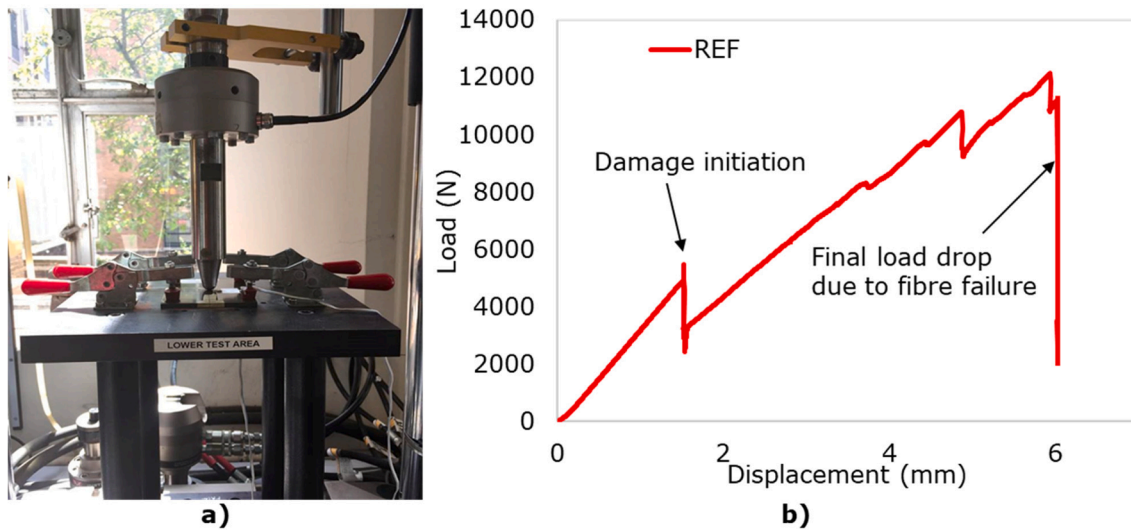 LOWER TEST AREA
a)
14000
12000
10000
8000
6000
4000
2000
0
Load (N)
REF
Damage initiation
Final load drop
due to fibre failure
0 2 4 6
Displacement (mm)
b)